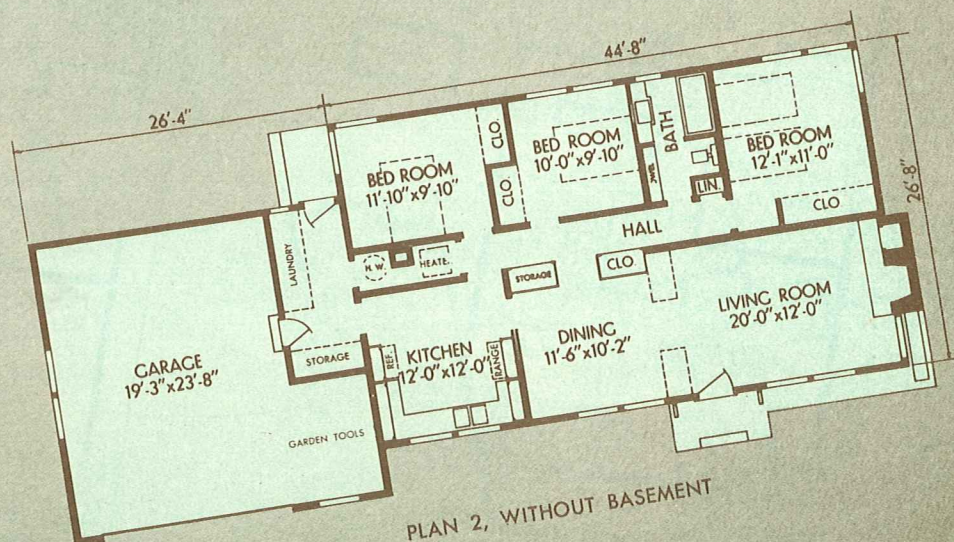 44'-8"
26'-4"
26'-8"
BED ROOM
11'-10"x9'-10"
CLO.
CLO.
BED ROOM
10'-0"x9'-10"
BATH
LIN.
BED ROOM
12'-1"x11'-0"
CLO
HALL
LAUNDRY
H.W.
HEATE.
STORAGE
CLO.
LIVING ROOM
20'-0"x12'-0"
DINING
11'-6"x10'-2"
GARAGE
19'-3"x23'-8"
STORAGE
REF.
KITCHEN
12'-0"x12'-0"
RANGE
GARDEN TOOLS
PLAN 2, WITHOUT BASEMENT